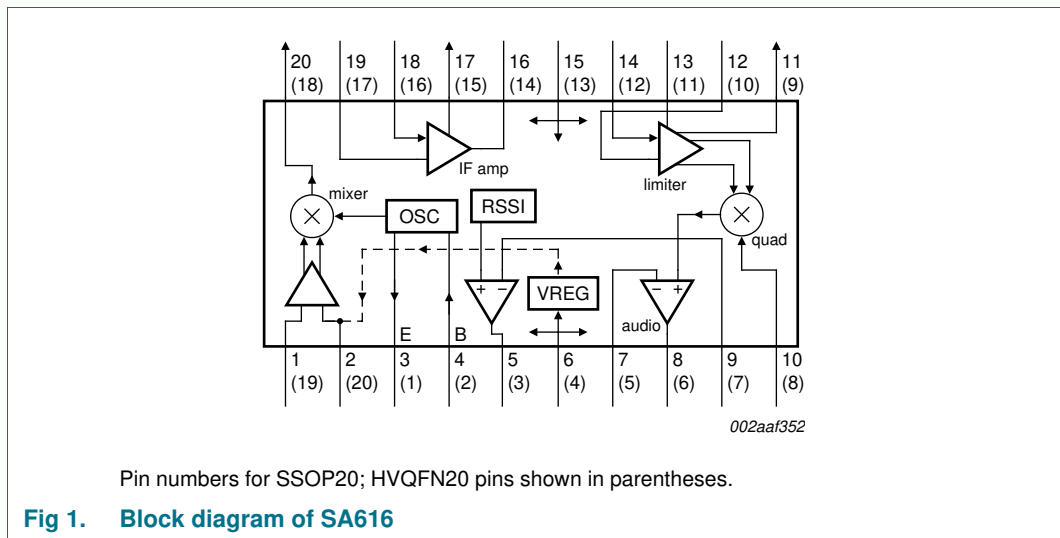 20 19 18 17 16 15 14 13 12 11
(18) (17) (16) (15) (14) (13) (12) (11) (10) (9)
IF amp
limiter
mixer
OSC
RSSI
quad
+ −
VREG
− +
audio
E B
1 2 3 4 5 6 7 8 9 10
(19) (20) (1) (2) (3) (4) (5) (6) (7) (8)
002aaf352
Pin numbers for SSOP20; HVQFN20 pins shown in parentheses.
Fig 1. Block diagram of SA616